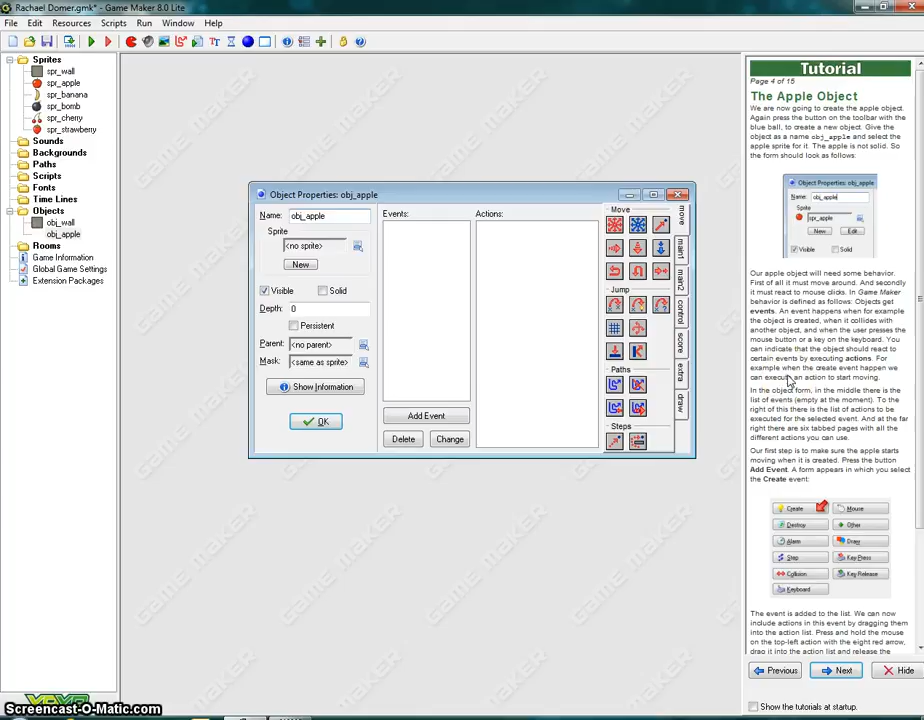 Rachael Domer.gmk* - Game Maker 8.0 Lite
File Edit Resources Scripts Run Window Help
Sprites
spr_wall
spr_apple
spr_banana
spr_bomb
spr_cherry
spr_strawberry
Sounds
Backgrounds
Paths
Scripts
Fonts
Time Lines
Objects
obj_wall
obj_apple
Rooms
Game Information
Global Game Settings
Extension Packages
Object Properties: obj_apple
Name: obj_apple
Sprite
<no sprite>
New
Visible Solid
Depth: 0
Persistent
Parent: <no parent>
Mask: <same as sprite>
Show Information
OK
Events:
Add Event
Delete Change
Actions:
Move
Jump
Paths
Steps
move
main1
main2
control
score
extra
draw
Tutorial
Page 4 of 15
The Apple Object
We are now going to create the apple object.
Again press the button on the toolbar with the
blue ball, to create a new object. Give the
object as a name obj_apple and select the
apple sprite for it. The apple is not solid. So
the form should look as follows:
Object Properties: obj_apple
Name: obj_apple
Sprite
spr_apple
New Edit
Visible Solid
Our apple object will need some behavior.
First of all it must move around. And secondly
it must react to mouse clicks. In Game Maker
behavior is defined as follows: Objects get
events. An event happens when for example
the object is created, when it collides with
another object, and when the user presses the
mouse button or a key on the keyboard. You
can indicate that the object should react to
certain events by executing actions. For
example when the create event happen we
can execute an action to start moving.
In the object form, in the middle there is the
list of events (empty at the moment). To the
right of this there is the list of actions to be
executed for the selected event. And at the far
right there are six tabbed pages with all the
different actions you can use.
Our first step is to make sure the apple starts
moving when it is created. Press the button
Add Event. A form appears in which you select
the Create event:
Create Mouse
Destroy Other
Alarm Draw
Step Key Press
Collision Key Release
Keyboard
The event is added to the list. We can now
include actions in this event by dragging them
into the action list. Press and hold the mouse
on the top-left action with the eight red arrow,
drag it into the action list and release the
Previous Next Hide
Show the tutorials at startup.
Screencast-O-Matic.com